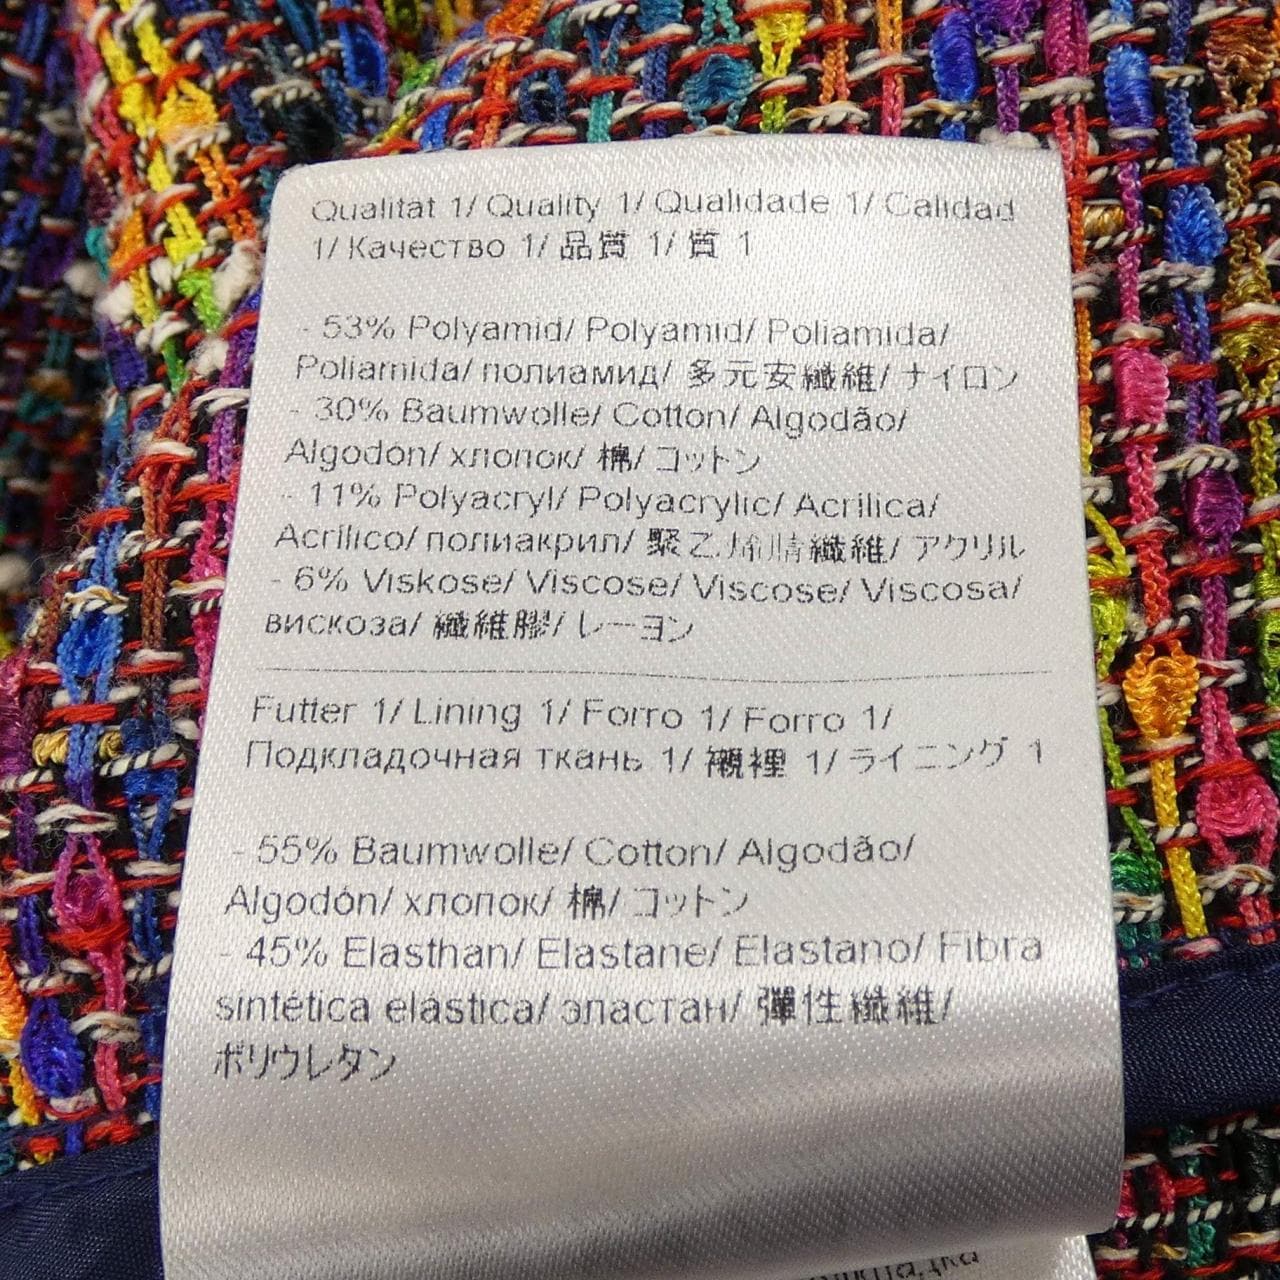 Qualität 1/ Quality 1/ Qualidade 1/ Calidad
1/ Качество 1/ 品質 1/ 質 1
- 53% Polyamid/ Polyamid/ Poliamida/
Poliamida/ полиамид/ 多元安纖維/ ナイロン
- 30% Baumwolle/ Cotton/ Algodão/
Algodón/ хлопок/ 棉/ コットン
- 11% Polyacryl/ Polyacrylic/ Acrílica/
Acrílico/ полиакрил/ 聚乙烯腈纖維/ アクリル
- 6% Viskose/ Viscose/ Viscose/ Viscosa/
вискоза/ 纖維膠/ レーヨン
Futter 1/ Lining 1/ Forro 1/ Forro 1/
Подкладочная ткань 1/ 襯裡 1/ ライニング 1
- 55% Baumwolle/ Cotton/ Algodão/
Algodón/ хлопок/ 棉/ コットン
- 45% Elasthan/ Elastane/ Elastano/ Fibra
sintética elástica/ эластан/ 彈性纖維/
ポリウレタン